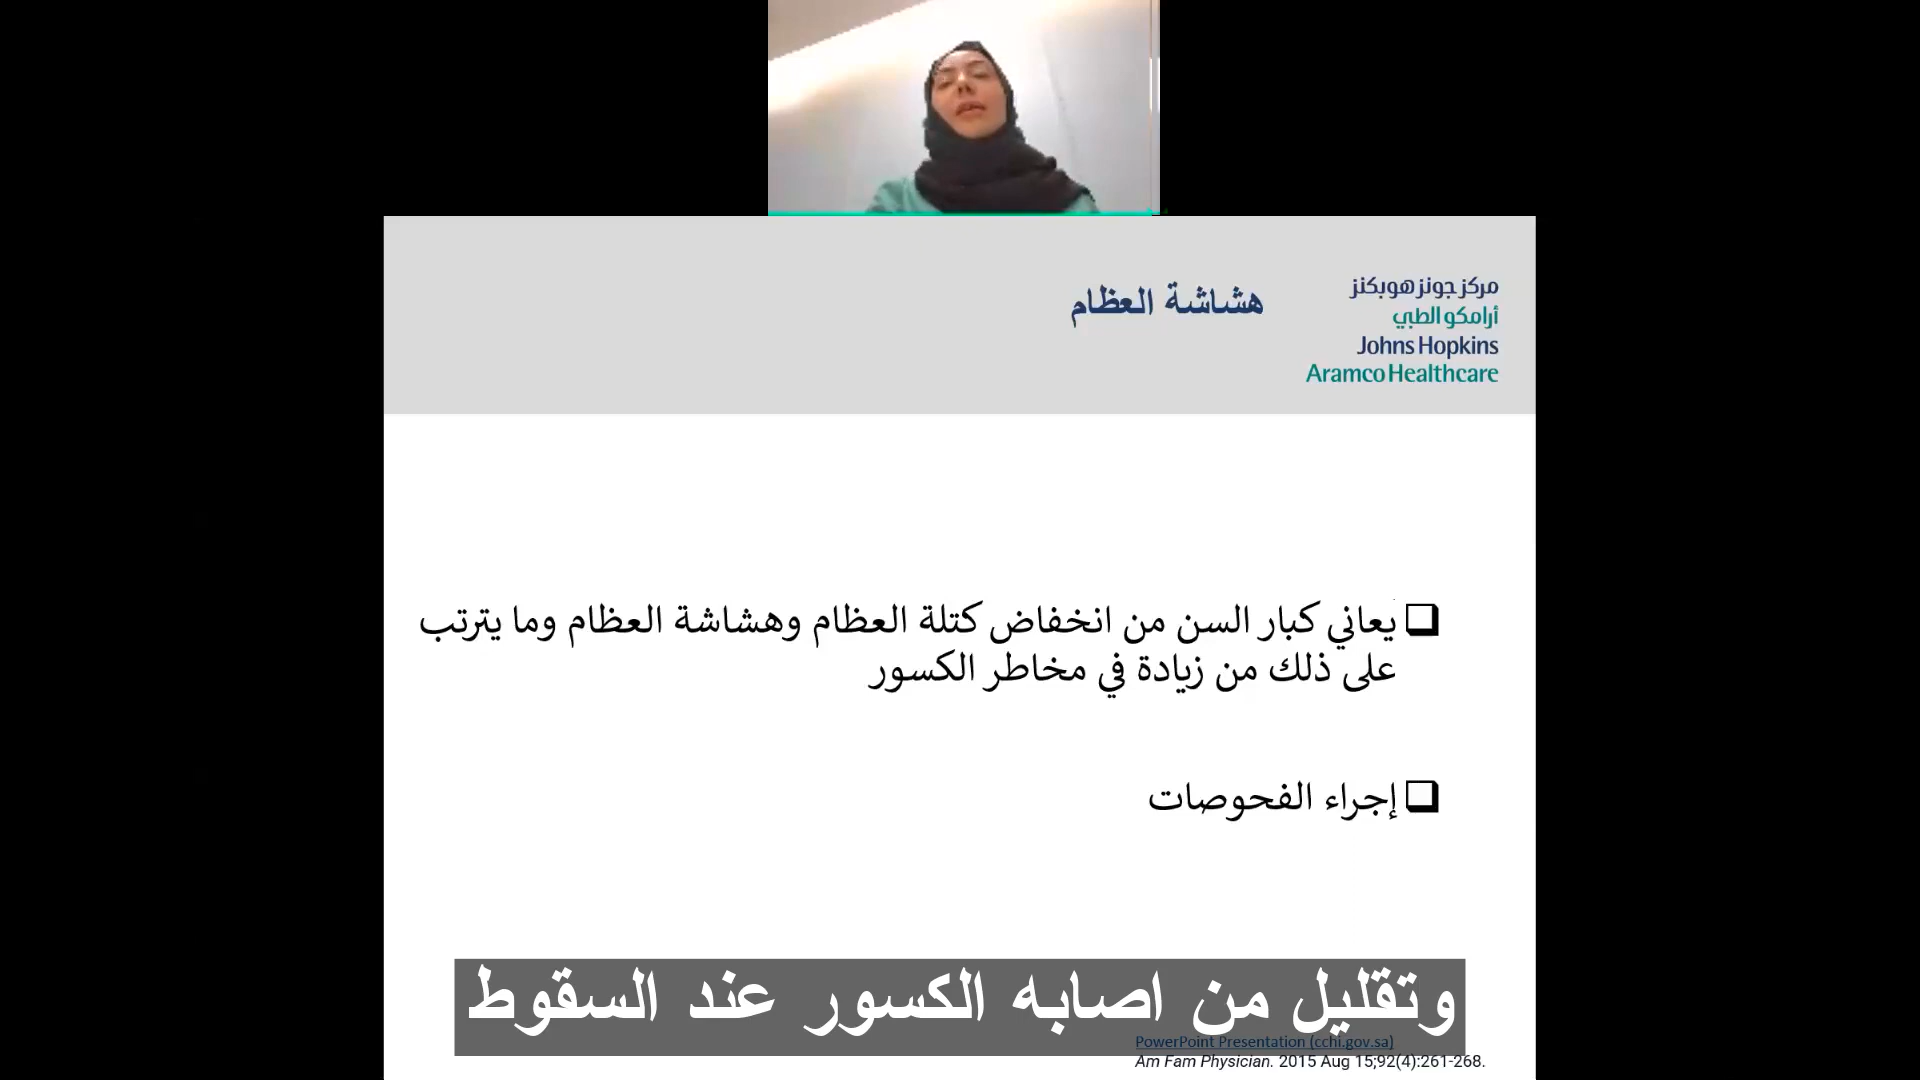 هشاشة العظام
مركز جونز هوبكنز
أرامكو الطبي
Johns Hopkins
Aramco Healthcare
يعاني كبار السن من انخفاض كتلة العظام وهشاشة العظام وما يترتب
على ذلك من زيادة في مخاطر الكسور
إجراء الفحوصات
وتقليل من اصابه الكسور عند السقوط
PowerPoint Presentation (cchi.gov.sa)
Am Fam Physician. 2015 Aug 15;92(4):261-268.